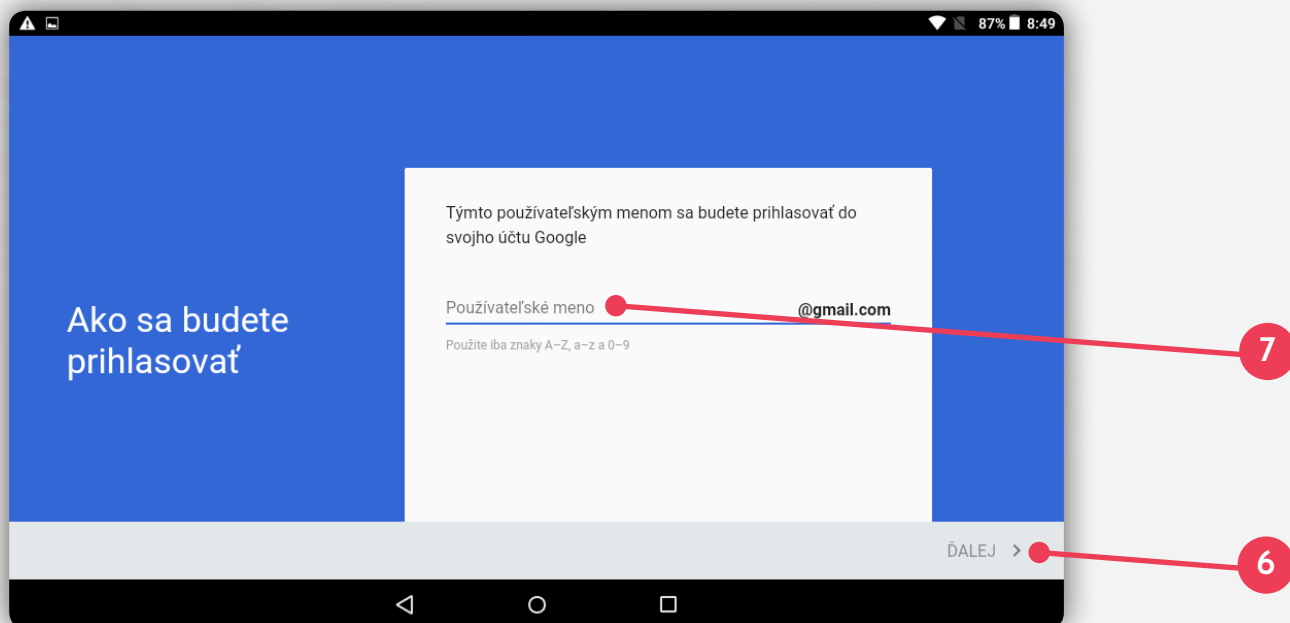 87% 8:49
Týmto používateľským menom sa budete prihlasovať do
svojho účtu Google
Ako sa budete
prihlasovať
Používateľské meno @gmail.com
Použite iba znaky A–Z, a–z a 0–9
7
ĎALEJ
6